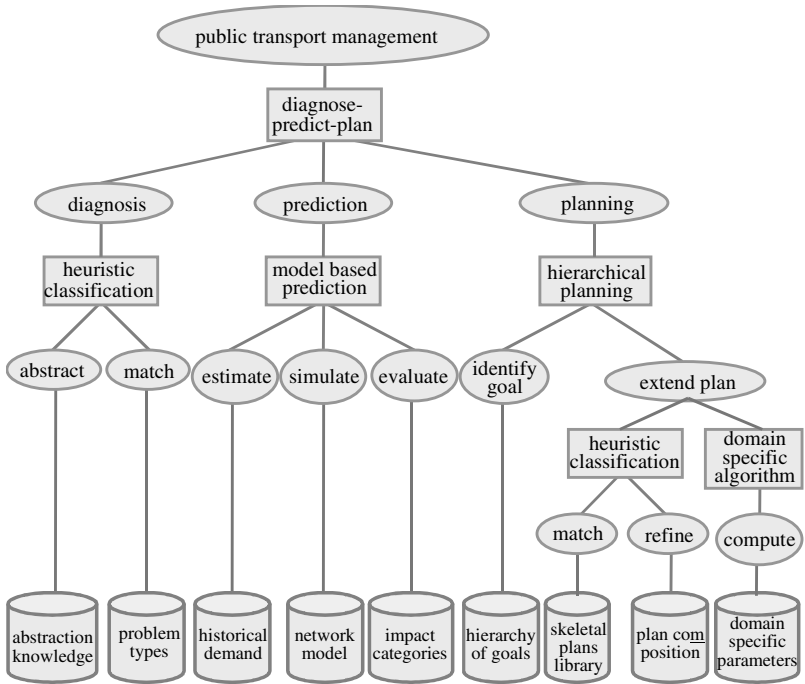 public transport management
diagnose-
predict-plan
diagnosis
prediction
planning
heuristic
classification
model based
prediction
hierarchical
planning
abstract
match
estimate
simulate
evaluate
identify
goal
extend plan
heuristic
classification
domain
specific
algorithm
match
refine
compute
abstraction
knowledge
problem
types
historical
demand
network
model
impact
categories
hierarchy
of goals
skeletal
plans
library
plan com
position
domain
specific
parameters